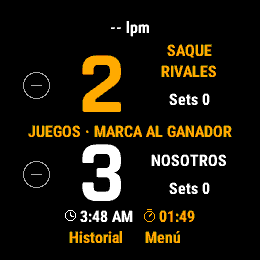 -- lpm
2
SAQUE
RIVALES
Sets 0
JUEGOS · MARCA AL GANADOR
3
NOSOTROS
Sets 0
3:48 AM 01:49
Historial Menú